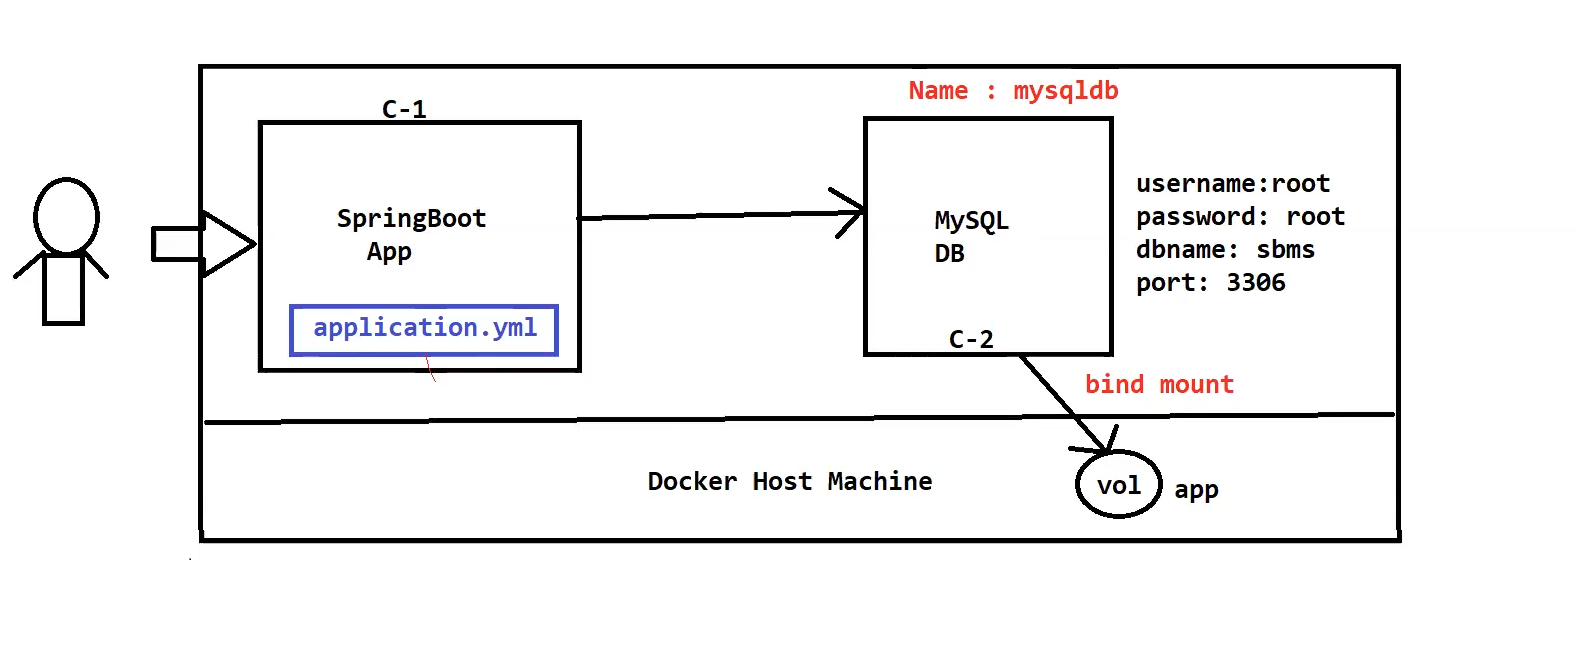 Name : mysqldb
C-1
SpringBoot
App
application.yml
MySQL
DB
C-2
username:root
password: root
dbname: sbms
port: 3306
bind mount
Docker Host Machine
vol
app